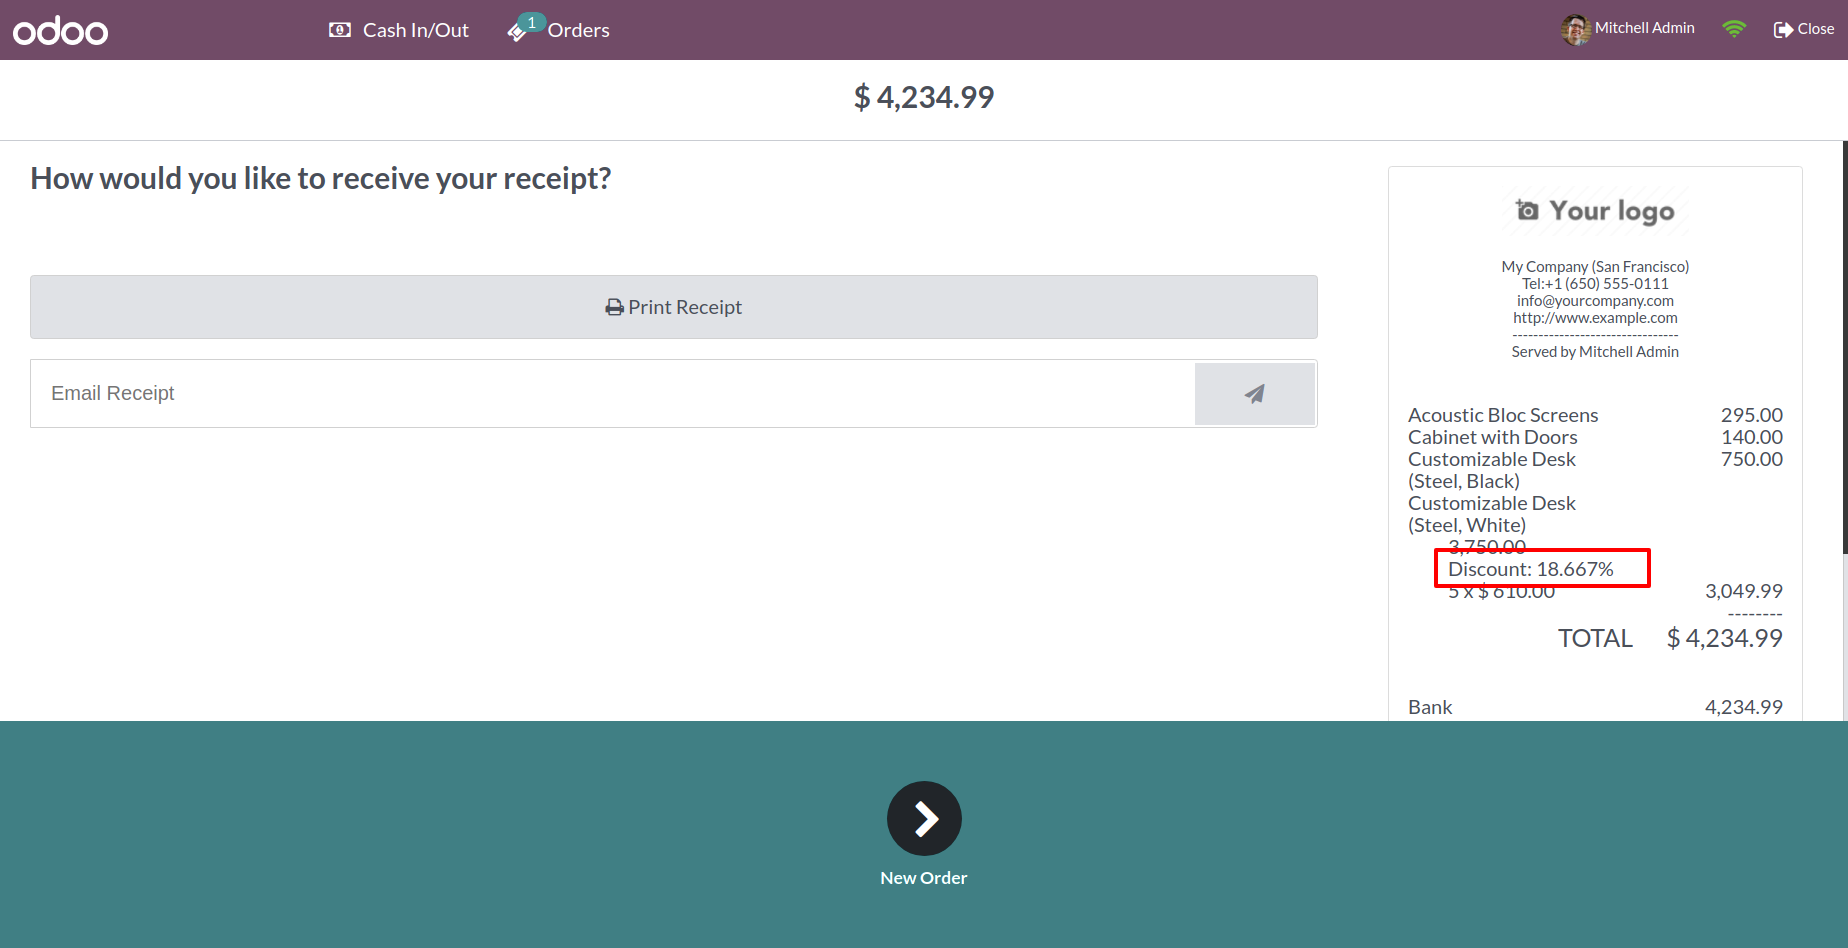 odoo
Cash In/Out
1
Orders
Mitchell Admin
Close
$ 4,234.99
How would you like to receive your receipt?
Print Receipt
Email Receipt
Your logo
My Company (San Francisco)
Tel:+1 (650) 555-0111
info@yourcompany.com
http://www.example.com
--------------------------------
Served by Mitchell Admin
Acoustic Bloc Screens 295.00
Cabinet with Doors 140.00
Customizable Desk 750.00
(Steel, Black)
Customizable Desk
(Steel, White)
3,750.00
Discount: 18.667%
5 x $ 610.00 3,049.99
--------
TOTAL $ 4,234.99
Bank 4,234.99
New Order